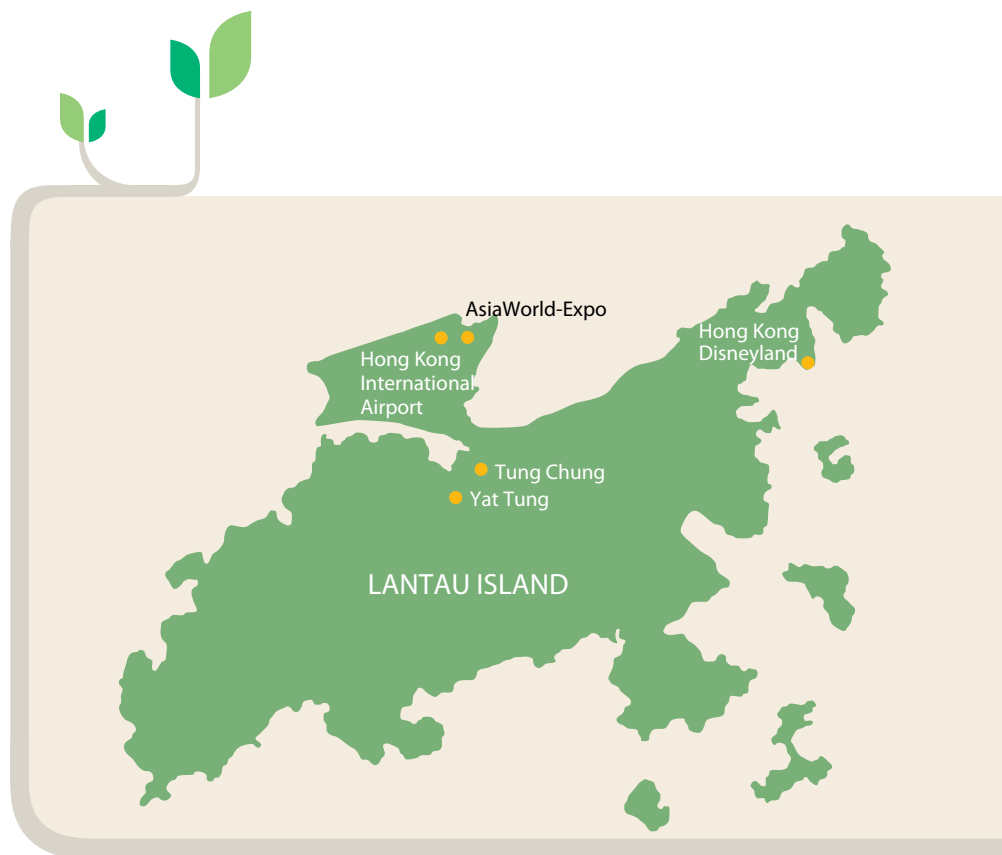 AsiaWorld-Expo
Hong Kong
Disneyland
Hong Kong
International
Airport
Tung Chung
Yat Tung
LANTAU ISLAND